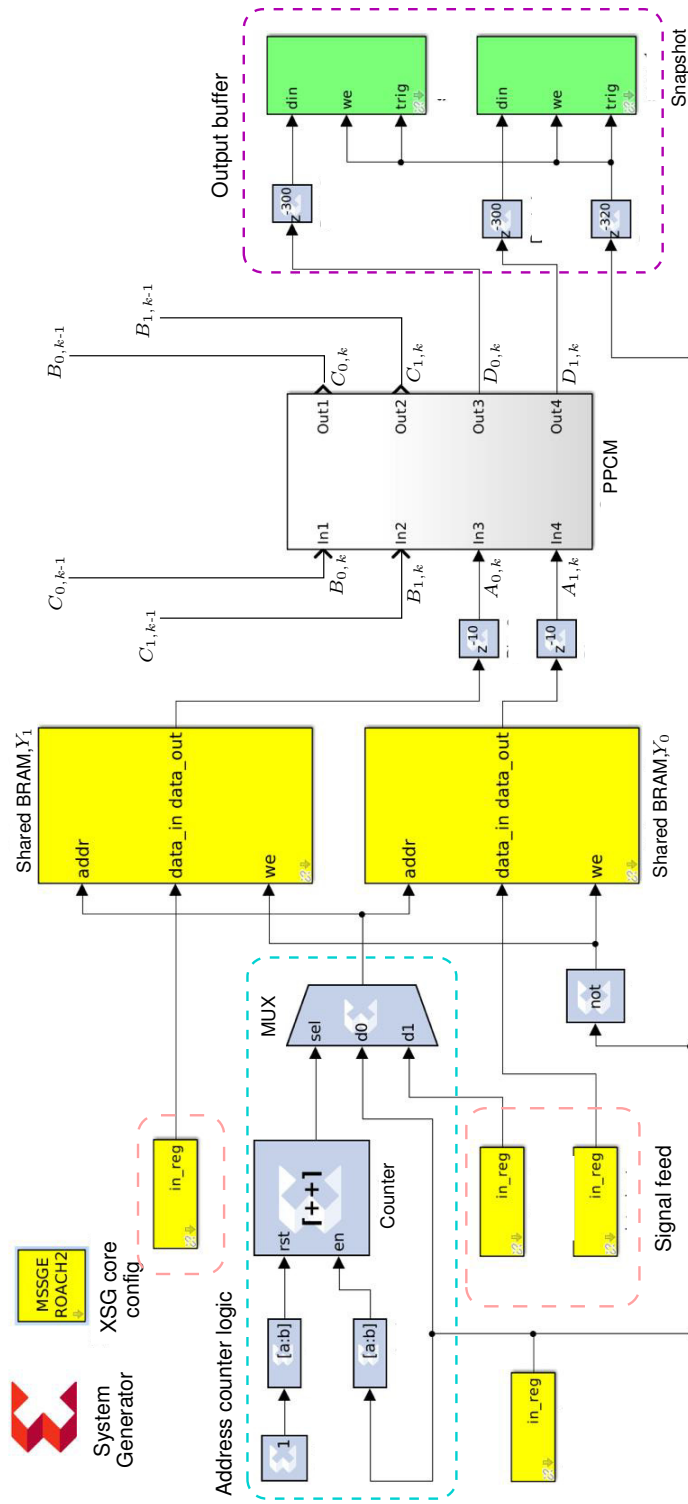 System
Generator
MSSGE
ROACH2
XSG core
config
in_reg
Address counter logic
1
[a:b]
[a:b]
rst
en
[++]
Counter
MUX
sel
d0
d1
in_reg
in_reg
in_reg
Signal feed
not
Shared BRAM,Y1
addr
data_in data_out
we
Shared BRAM,Y0
addr
data_in data_out
we
z-10
z-10
C0,k-1
C1,k-1
B0,k
B1,k
A0,k
A1,k
In1
In2
In3
In4
Out1
Out2
Out3
Out4
PPCM
B0,k-1
B1,k-1
C0,k
C1,k
D0,k
D1,k
Output buffer
z-300
z-300
z-320
din
we
trig
din
we
trig
Snapshot